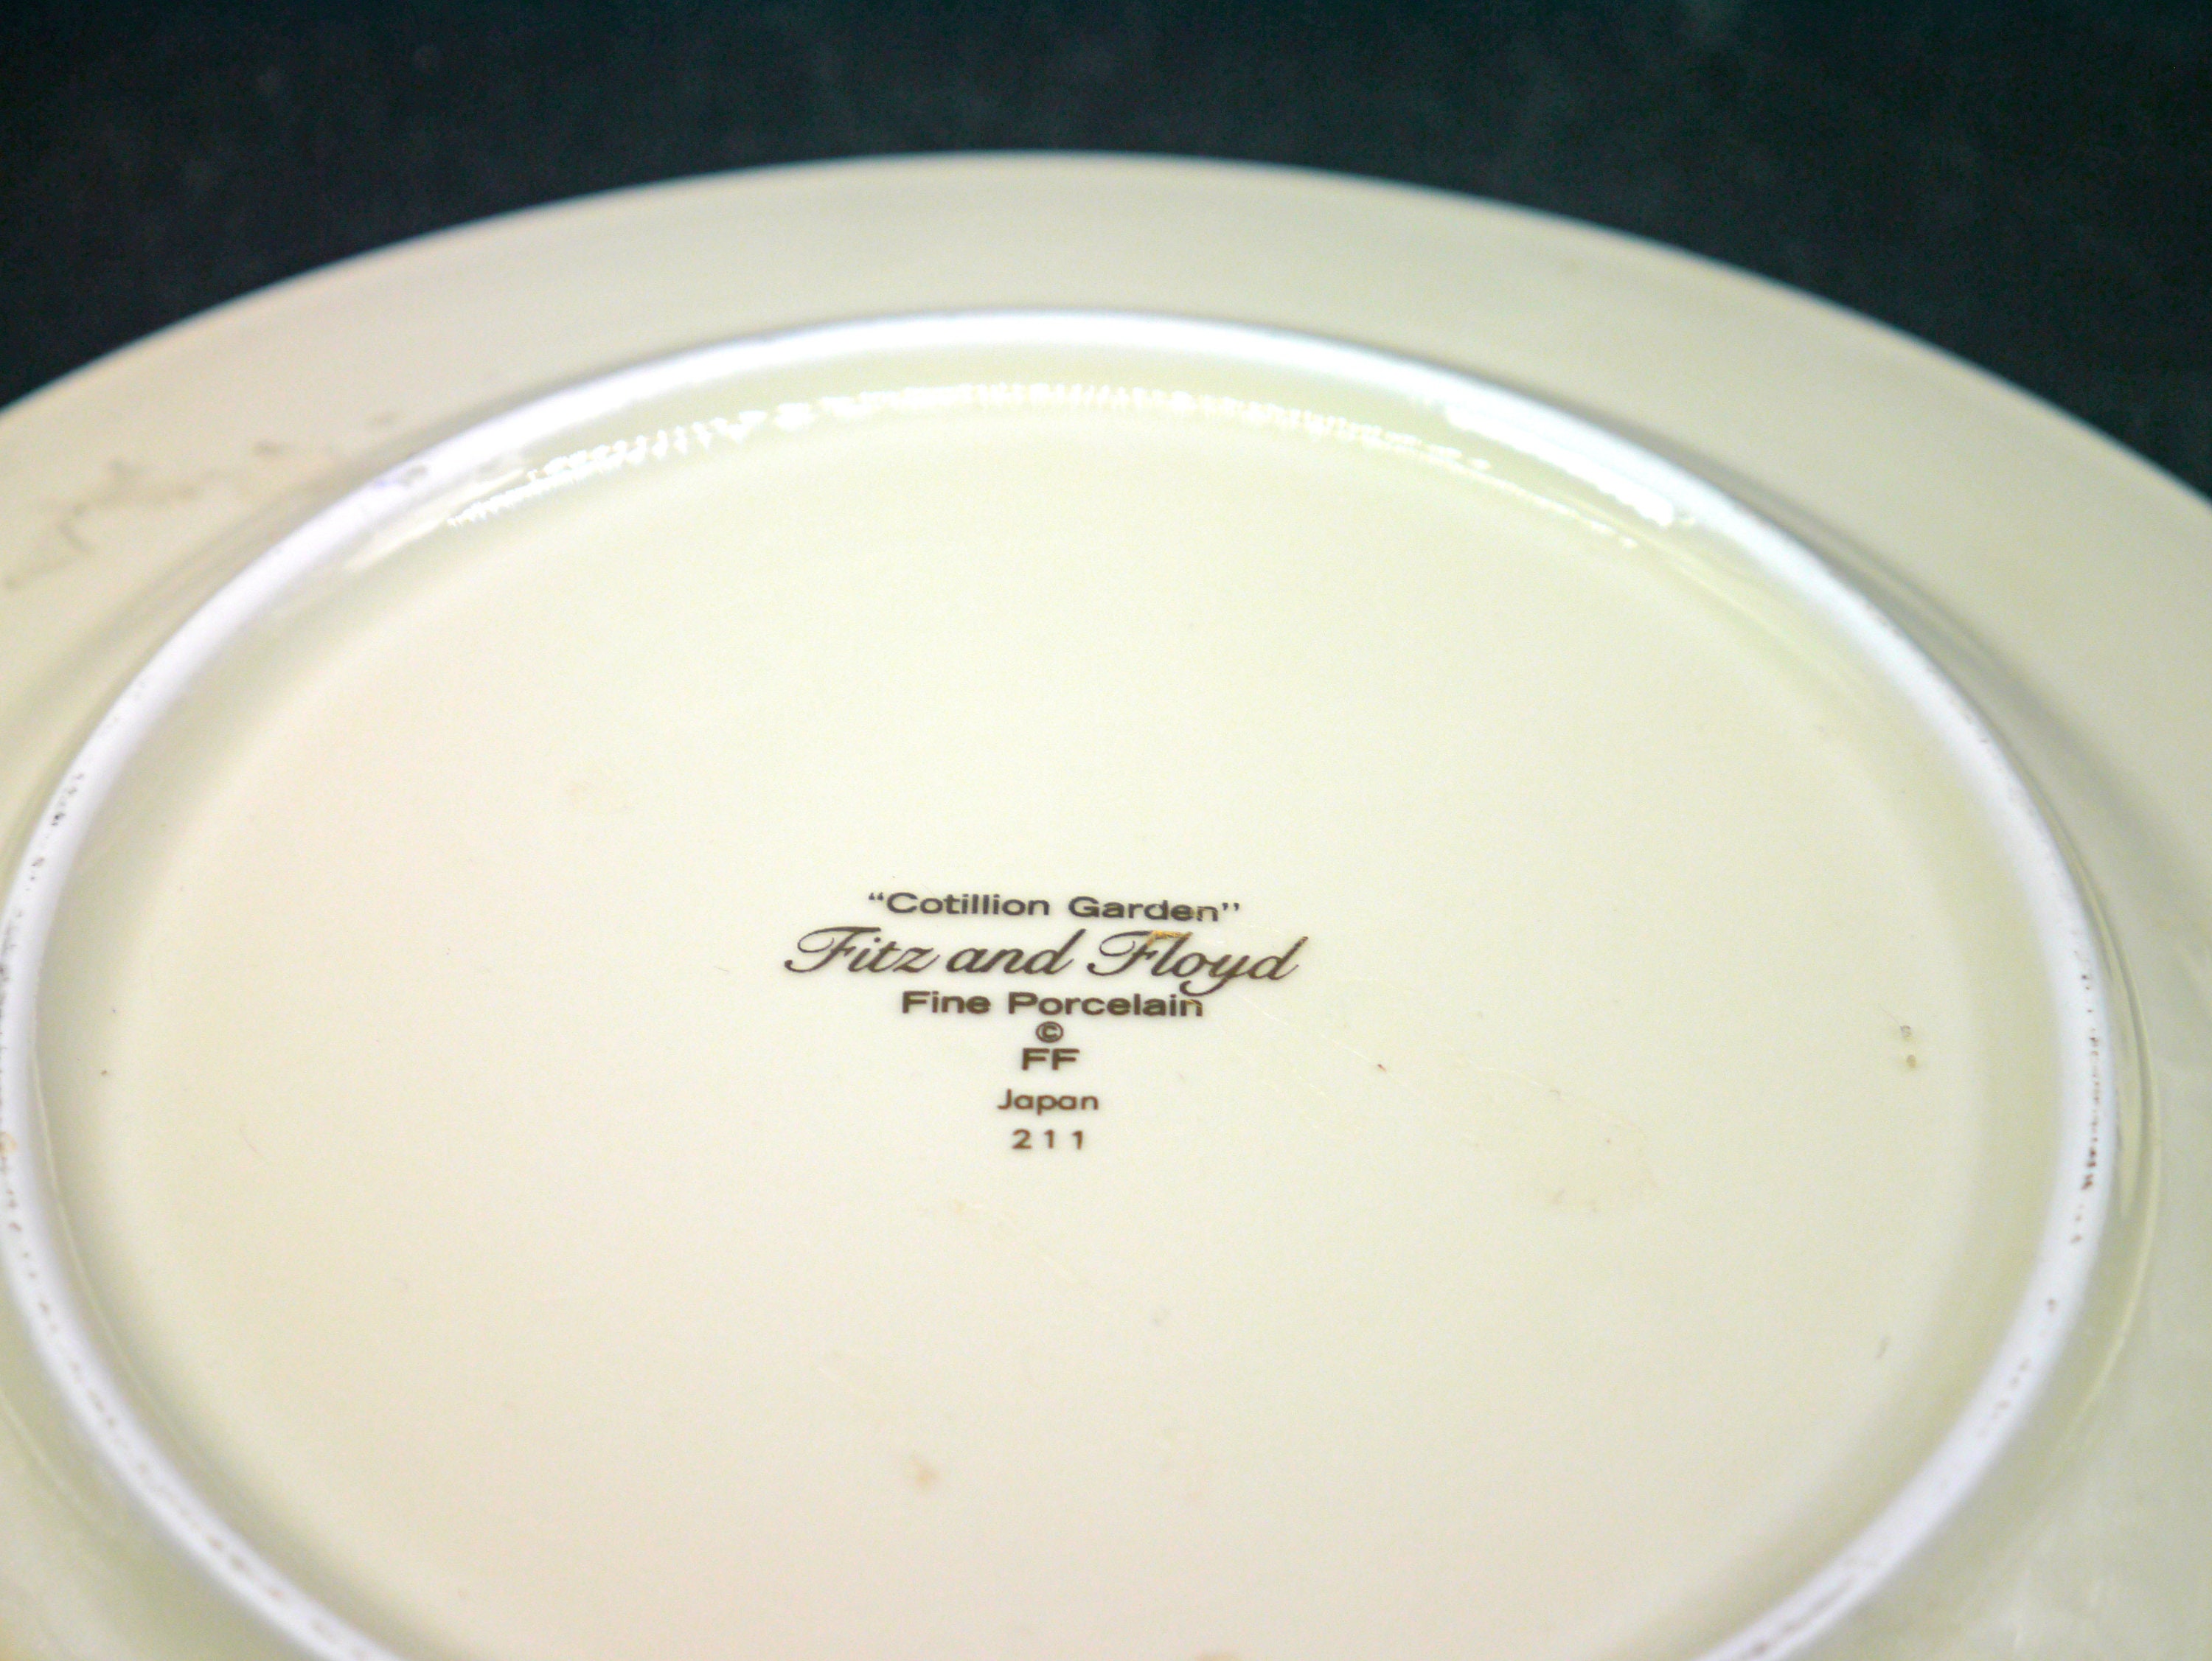 “Cotillion Garden”
Fitz and Floyd
Fine Porcelain
©
FF
Japan
211